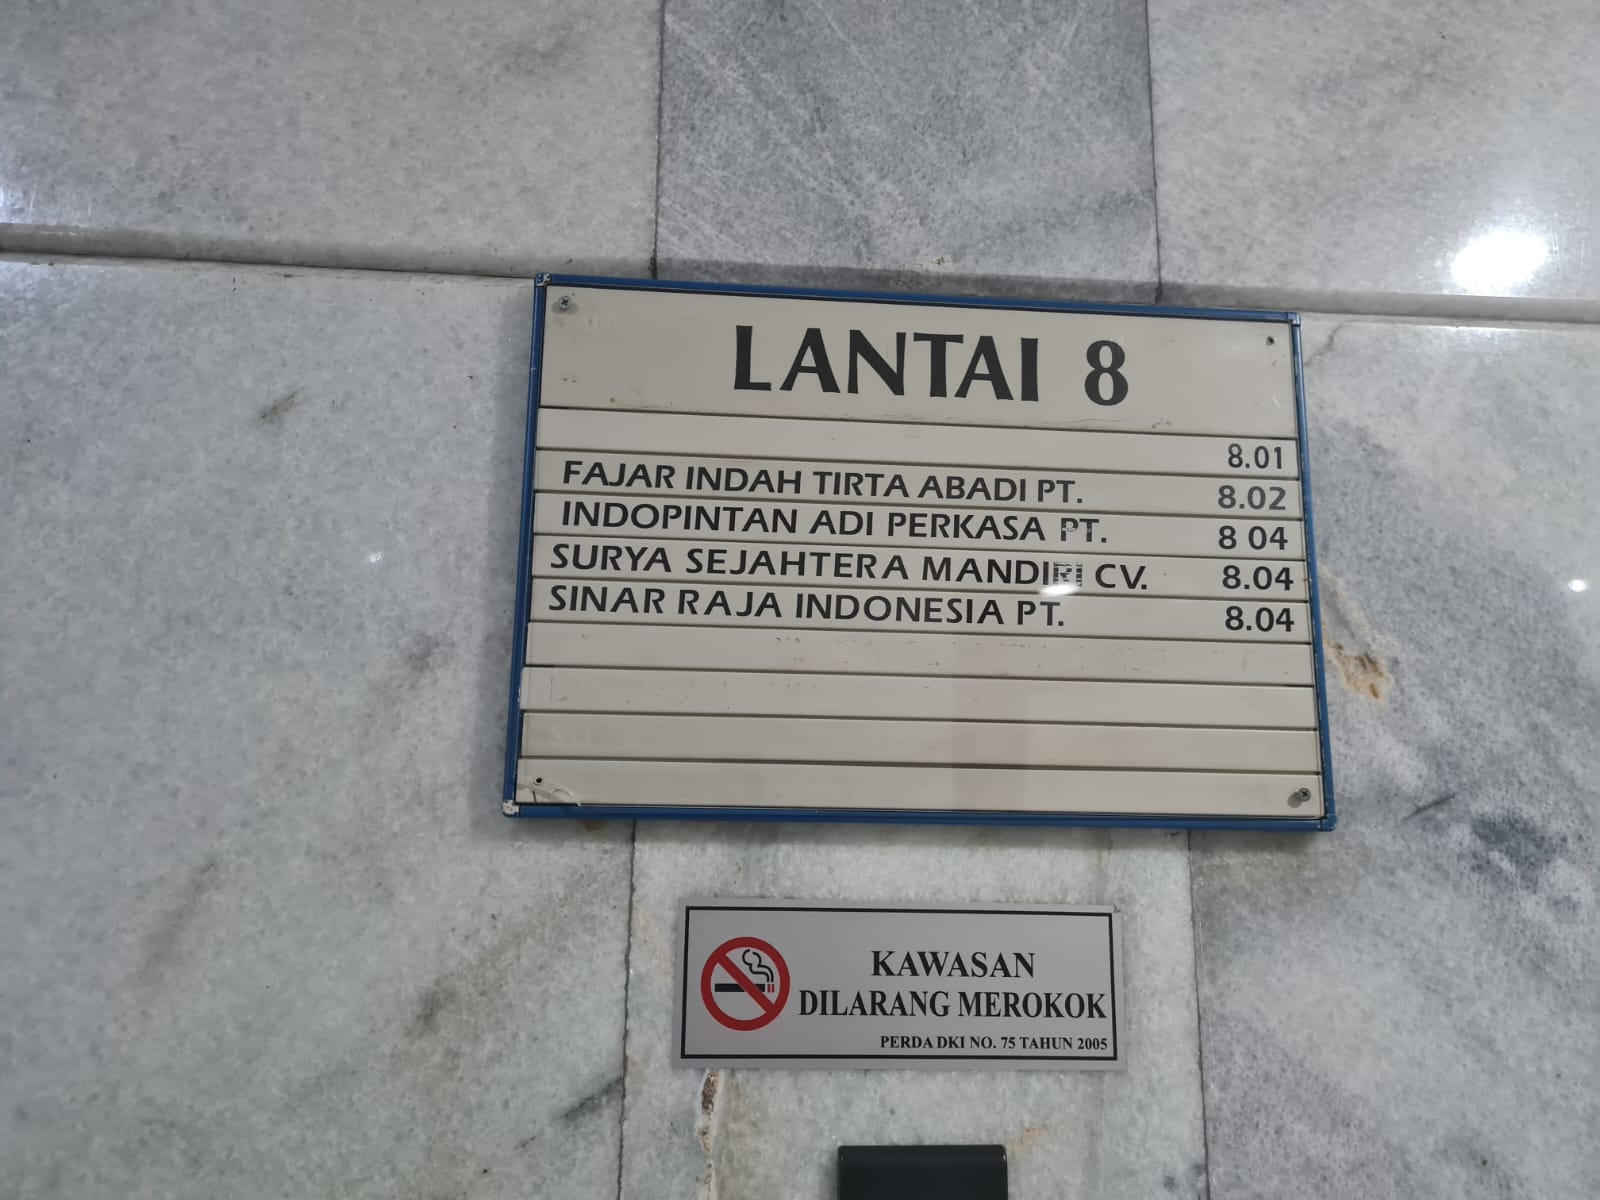 LANTAI 8
8.01
FAJAR INDAH TIRTA ABADI PT. 8.02
INDOPINTAN ADI PERKASA PT. 8 04
SURYA SEJAHTERA MANDIRI CV. 8.04
SINAR RAJA INDONESIA PT. 8.04
KAWASAN
DILARANG MEROKOK
PERDA DKI NO. 75 TAHUN 2005